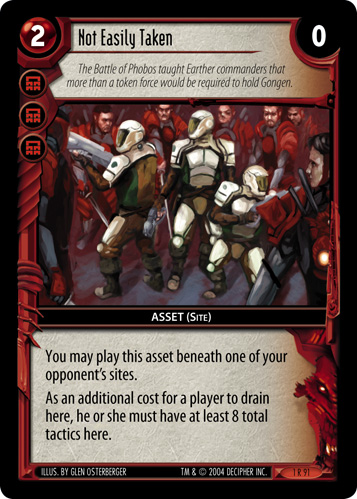 2 Not Easily Taken 0
The Battle of Phobos taught Earther commanders that
more than a token force would be required to hold Gongen.
ASSET (SITE)
You may play this asset beneath one of your
opponent's sites.
As an additional cost for a player to drain
here, he or she must have at least 8 total
tactics here.
ILLUS. BY GLEN OSTERBERGER TM & © 2004 DECIPHER INC. 1 R 91